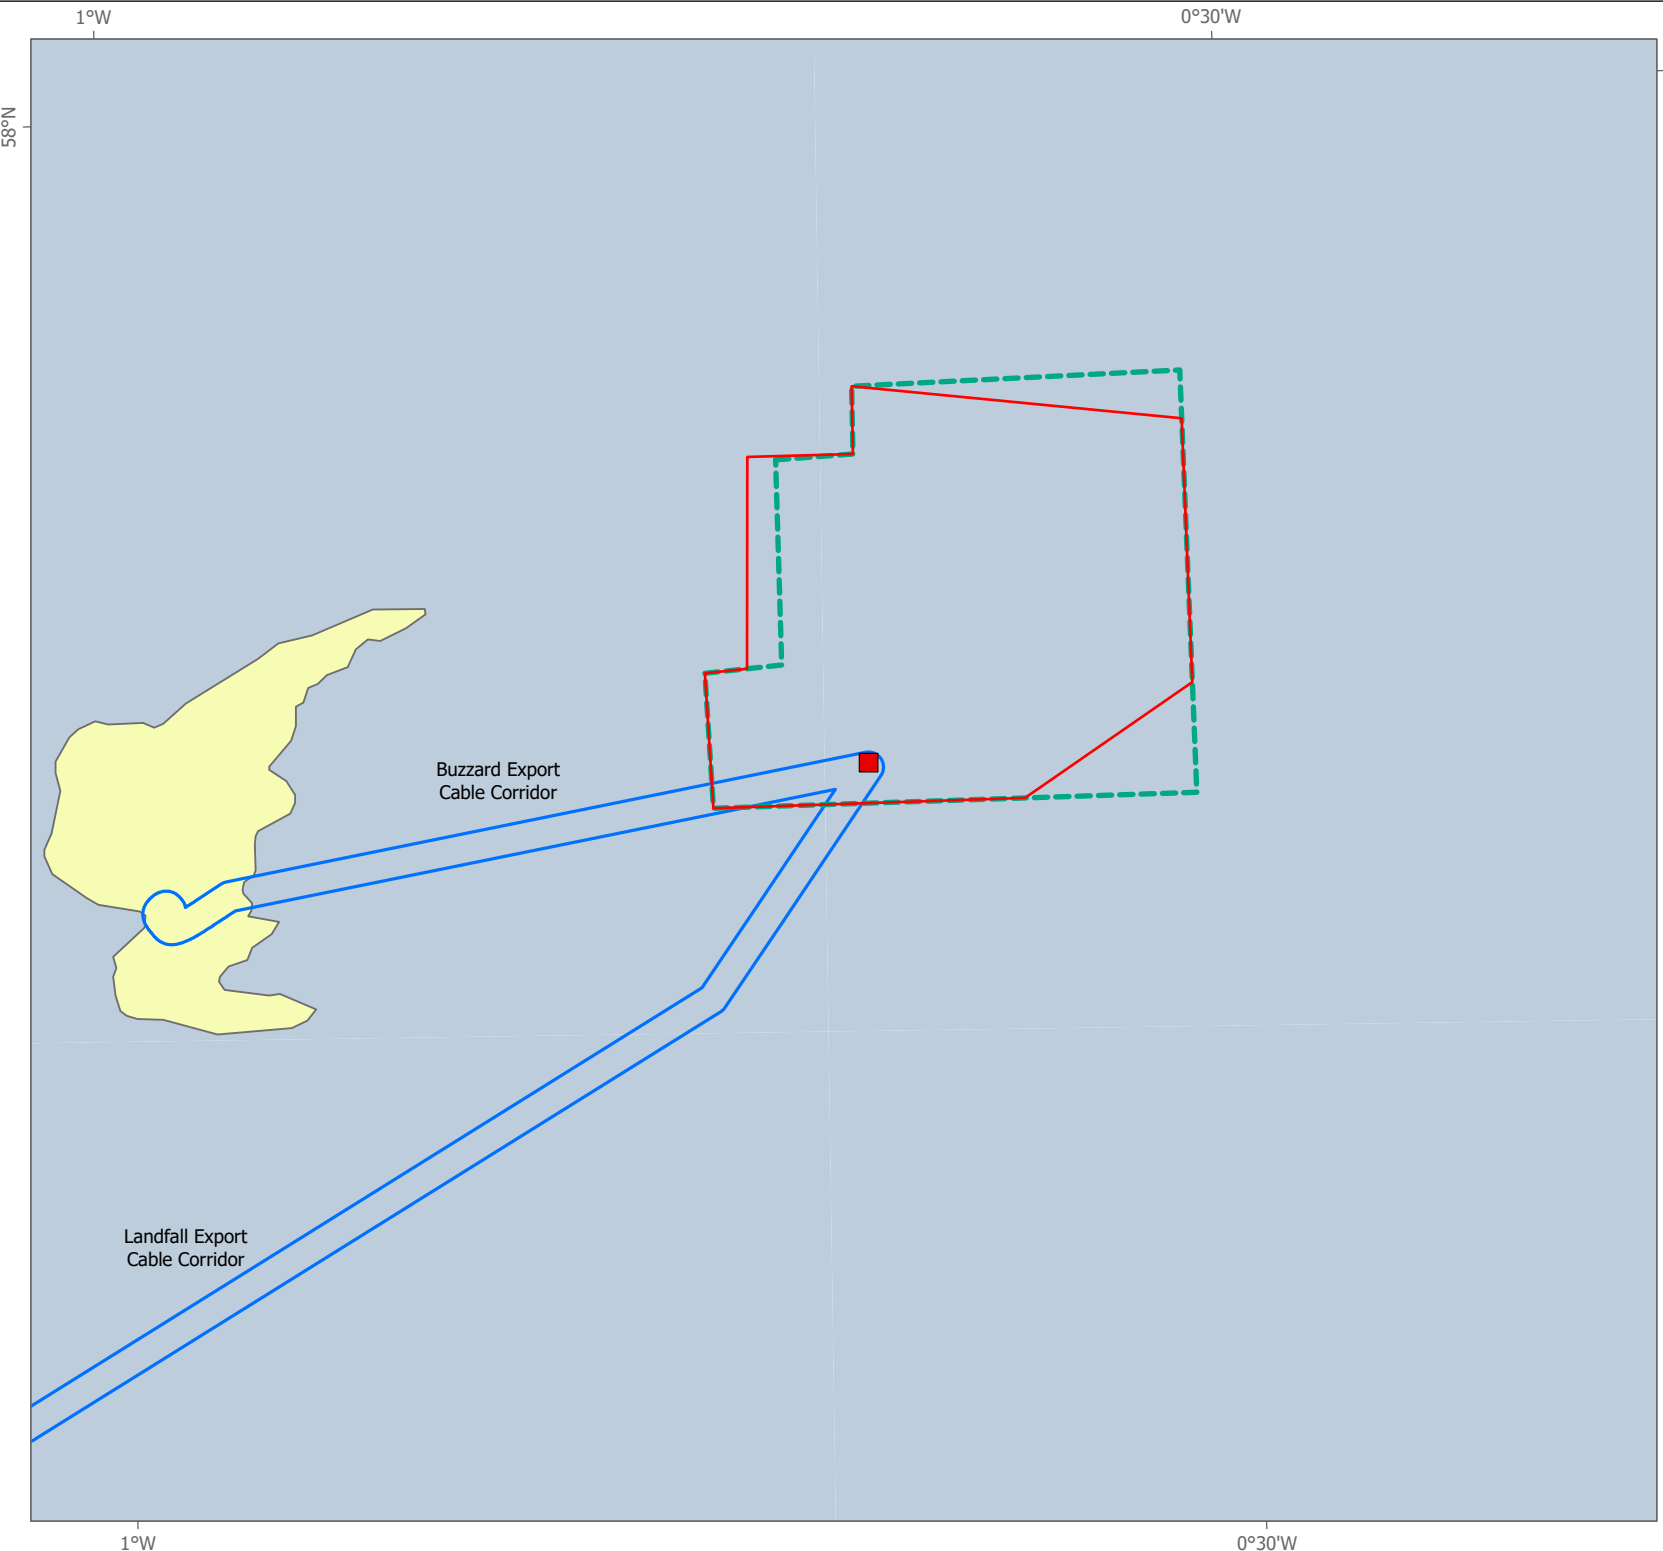 1°W
0°30'W
58°N
Buzzard Export
Cable Corridor
Landfall Export
Cable Corridor
1°W
0°30'W